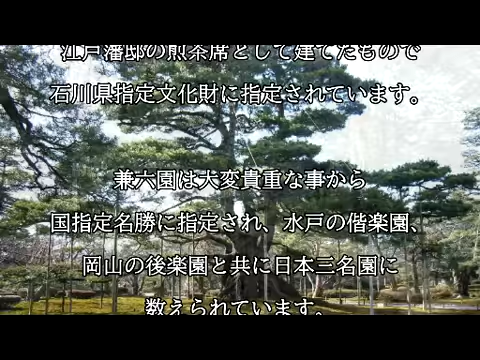 江戸藩邸の煎茶席として建てたもので
石川県指定文化財に指定されています。
兼六園は大変貴重な事から
国指定名勝に指定され、水戸の偕楽園、
岡山の後楽園と共に日本三名園に
数えられています。